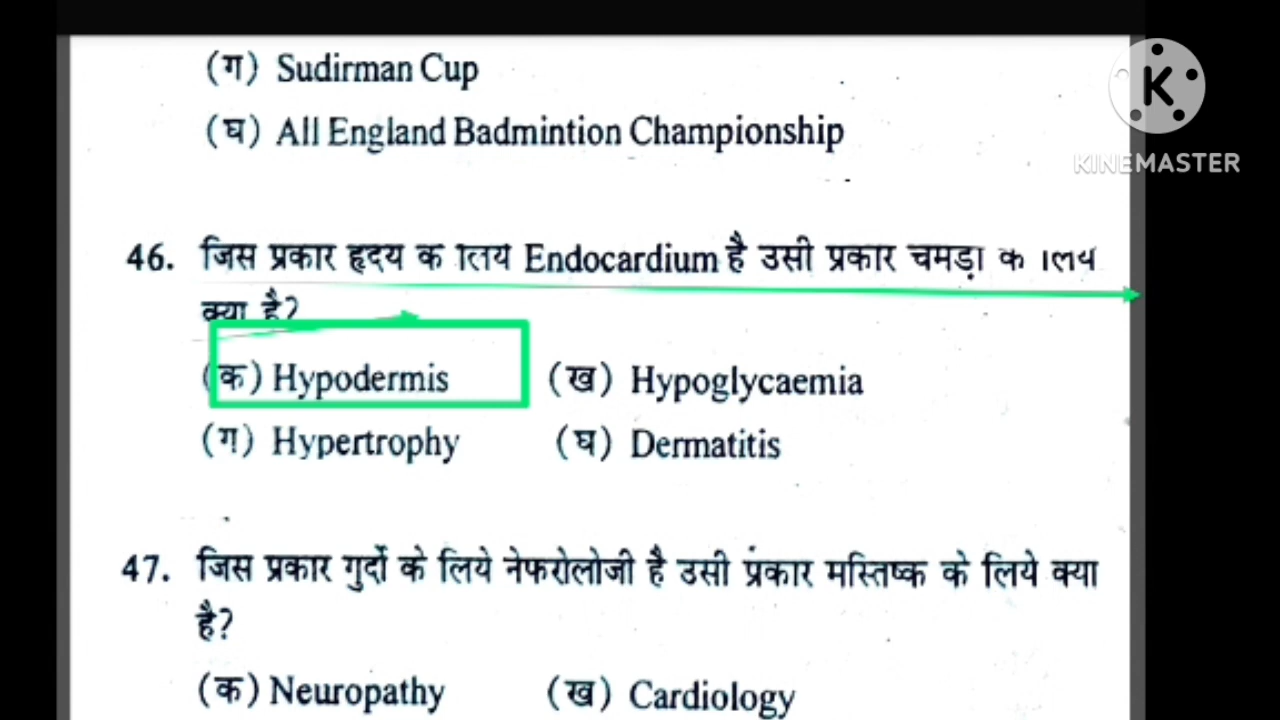 (ग) Sudirman Cup
(घ) All England Badmintion Championship
KINEMASTER
46. जिस प्रकार हृदय क लिये Endocardium है उसी प्रकार चमड़ा क लिये
क्या है?
(क) Hypodermis (ख) Hypoglycaemia
(ग) Hypertrophy (घ) Dermatitis
47. जिस प्रकार गुर्दो के लिये नेफरोलोजी है उसी प्रकार मस्तिष्क के लिये क्या
है?
(क) Neuropathy (ख) Cardiology